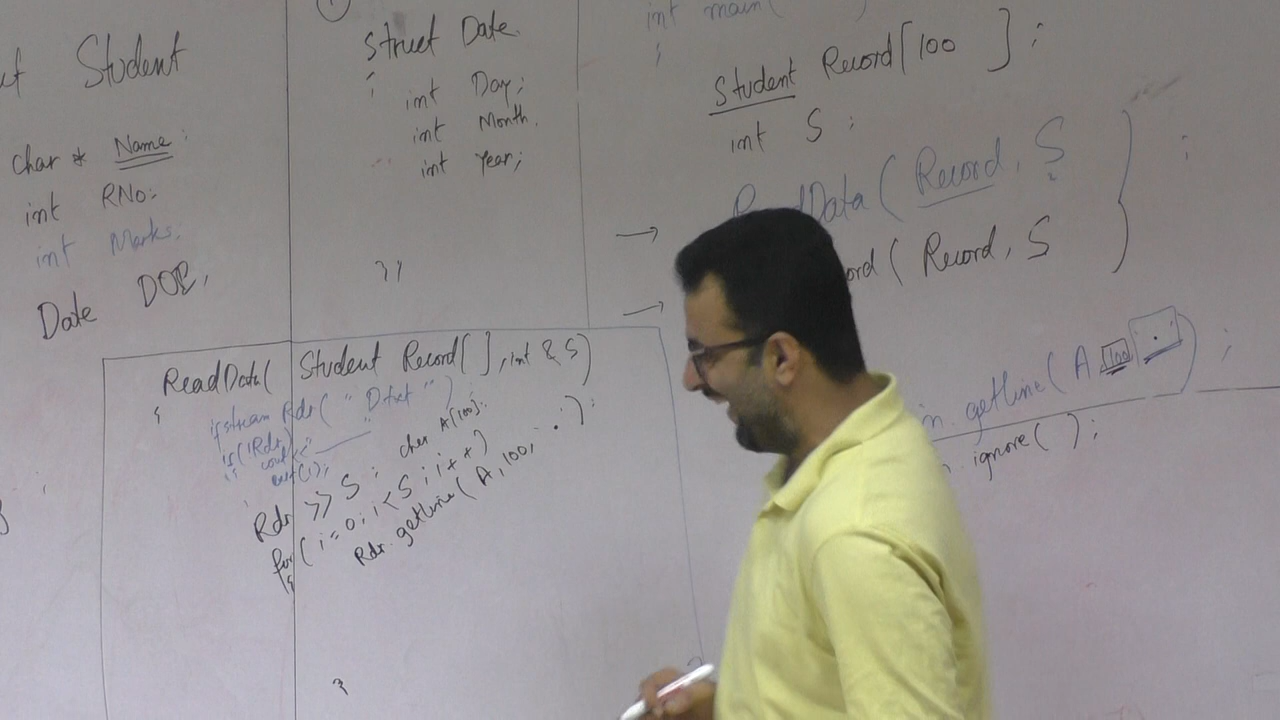 Student
char * Name;
int RNo;
int Marks.
Date DOB,
1
Struct Date
{
int Day;
int Month.
int Year;
};
int main( )
{
Student Record[100 ];
int S ;
ReadData( Record, S ;
ord( Record, S
ReadData( Student Record[ ], int & S)
{
ifstream Rdr( " D.txt " )
if(!Rdr)
{ cout<<" "
exit(1);
Rdr >> S ; char A[100];
for( i=0; i<S; i++)
{
Rdr. getline( A, 100, '.' );
}
n. getline( A 100 '.' ) ;
. ignore( );